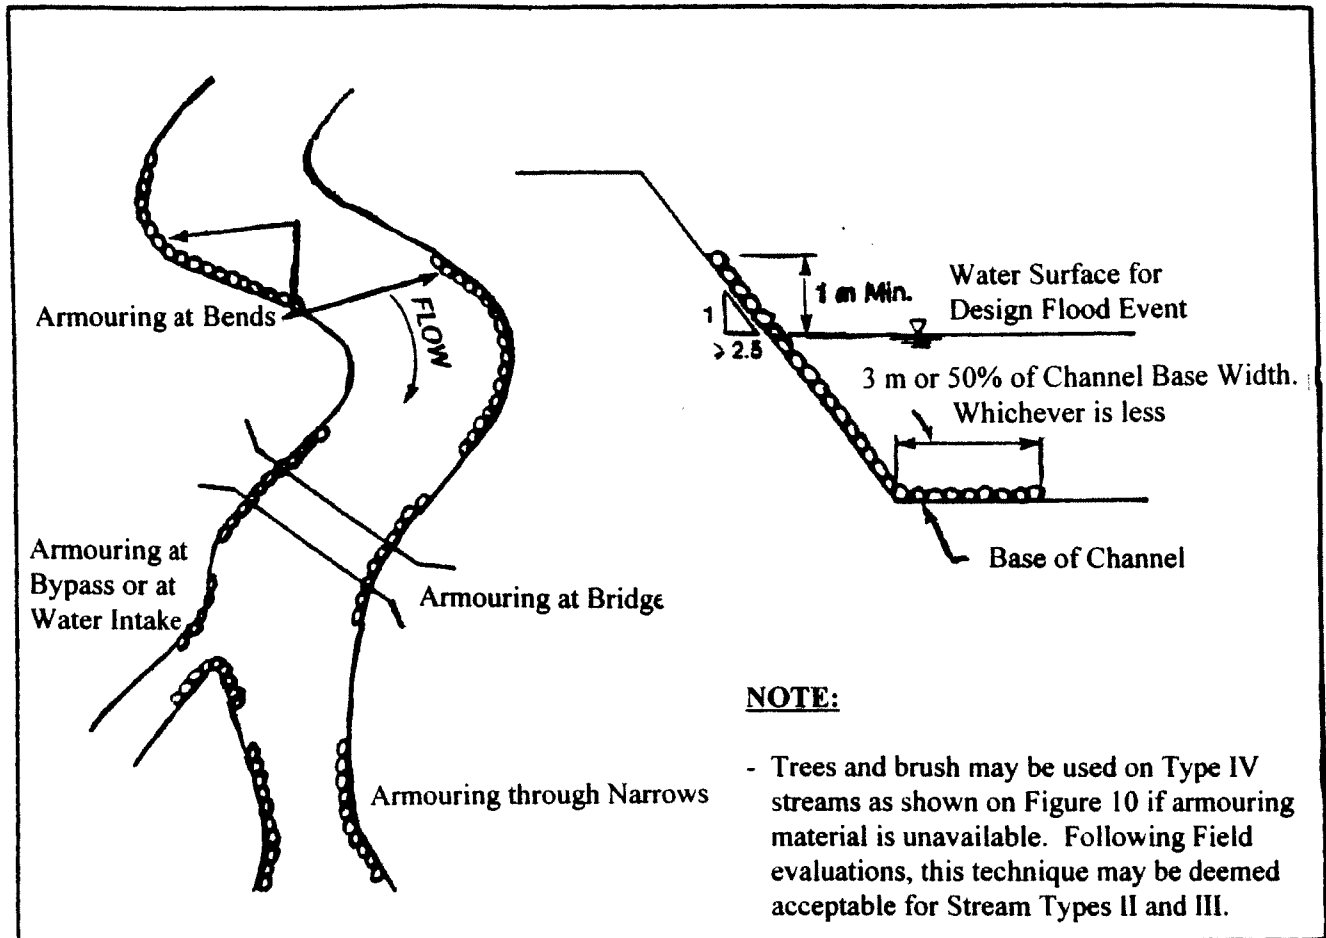 Armouring at Bends
FLOW
Armouring at
Bypass or at
Water Intake
Armouring at Bridge
Armouring through Narrows
1 m Min.
1
> 2.5
Water Surface for
Design Flood Event
3 m or 50% of Channel Base Width.
Whichever is less
Base of Channel
NOTE:
- Trees and brush may be used on Type IV
streams as shown on Figure 10 if armouring
material is unavailable. Following Field
evaluations, this technique may be deemed
acceptable for Stream Types II and III.